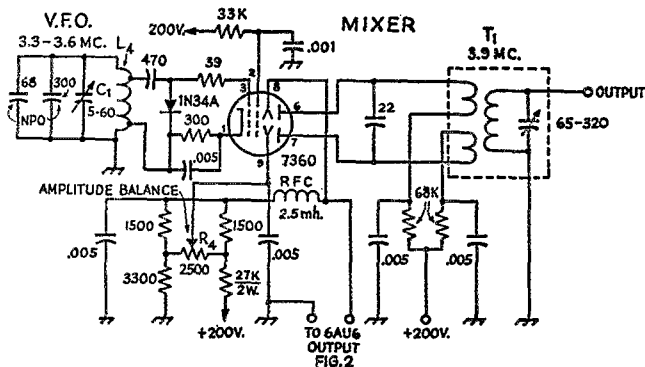 V.F.O.
3.3-3.6 MC.
L4
MIXER
T1
3.9 MC.
200V.
33K
.001
470
39
3
2
8
68
300
C1
5-60
NPO
1N34A
300
1
6
7
9
7360
22
OUTPUT
65-320
.005
AMPLITUDE BALANCE
RFC
2.5mh.
68K
.005
1500
R4
1500
.005
.005
.005
3300
2500
27K
2W.
+200V.
TO 6AU6
OUTPUT
FIG.2
+200V.